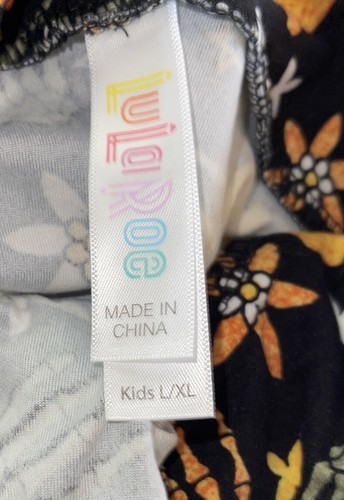 LuLaRoe
MADE IN
CHINA
Kids L/XL